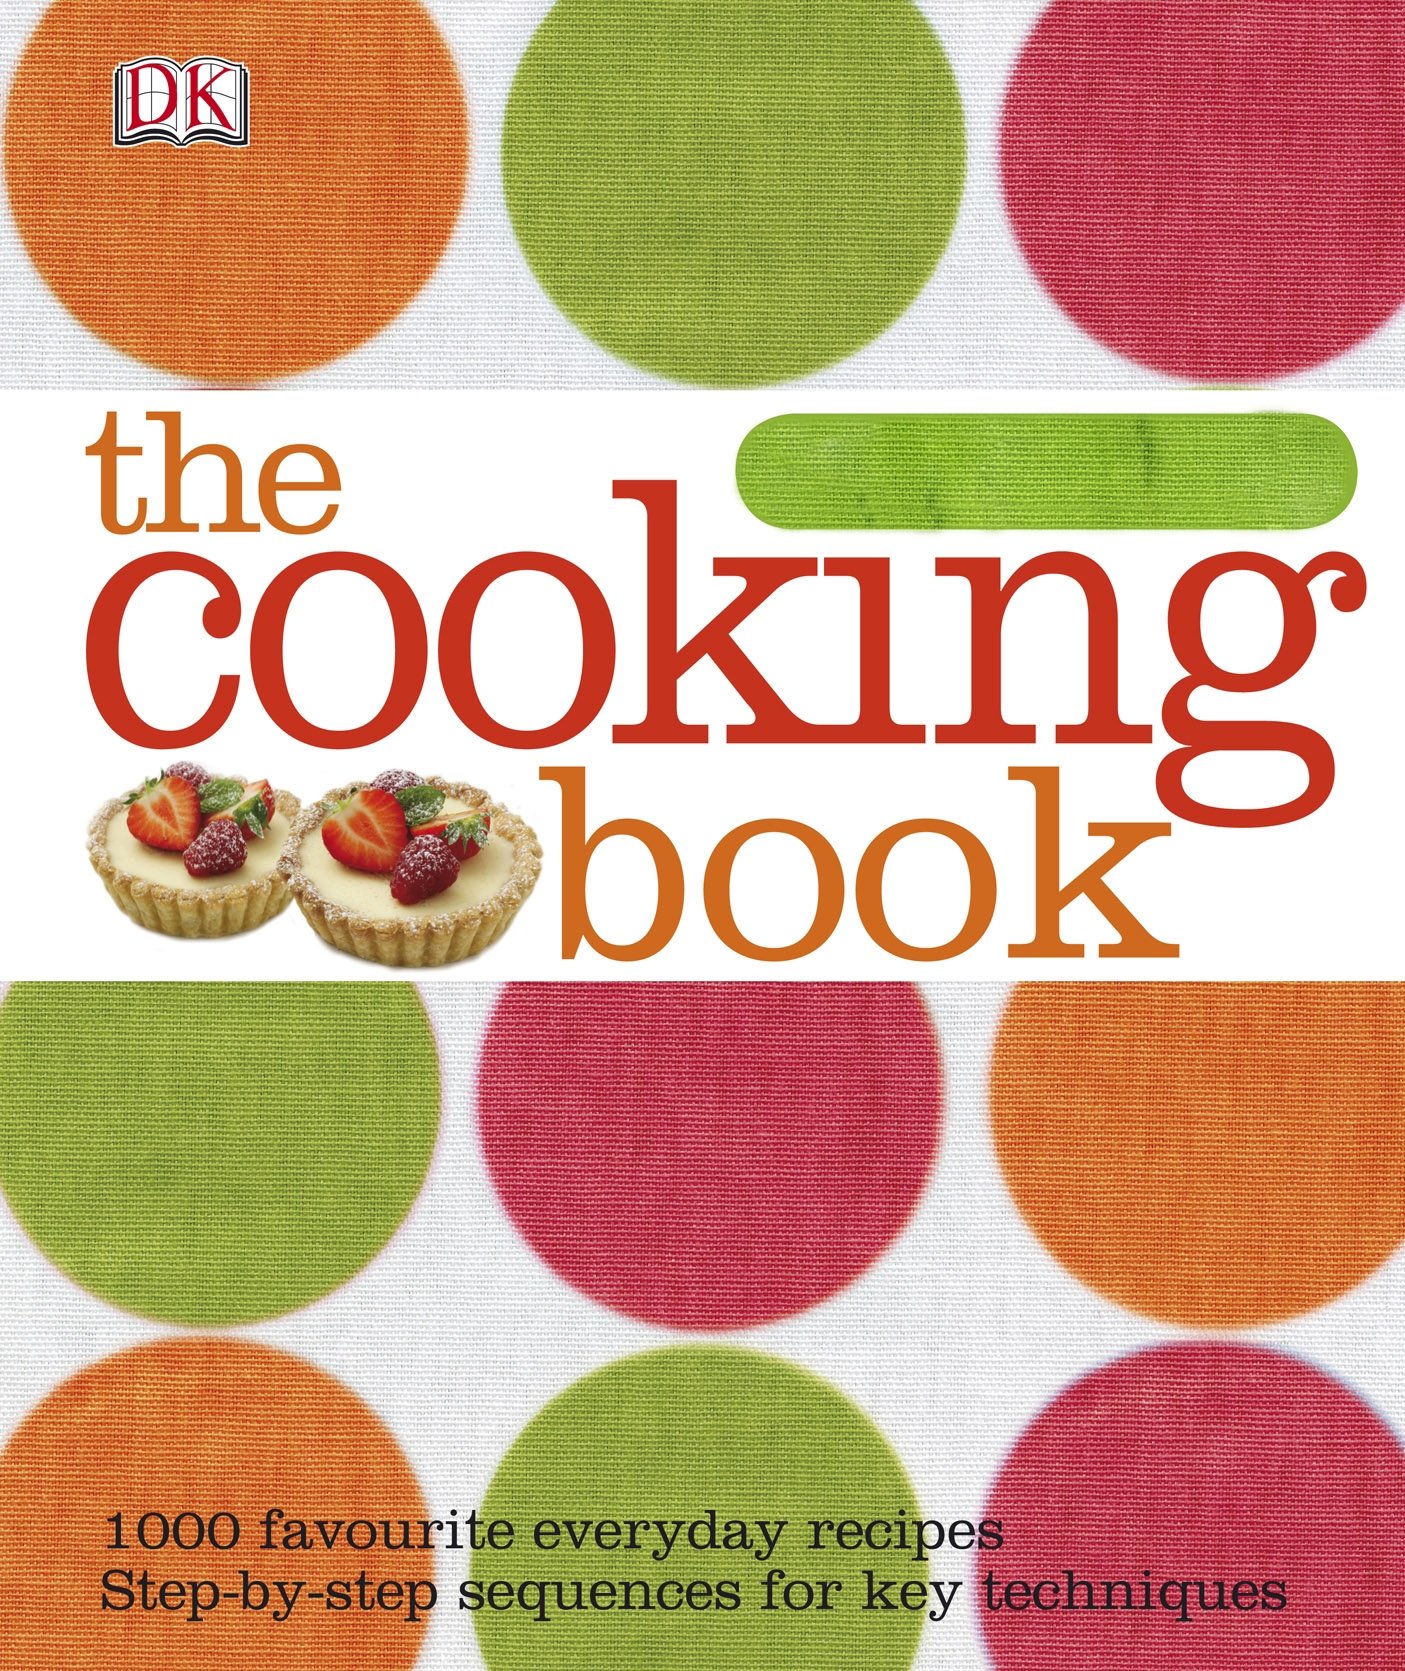 DK
the
cooking
book
1000 favourite everyday recipes
Step-by-step sequences for key techniques